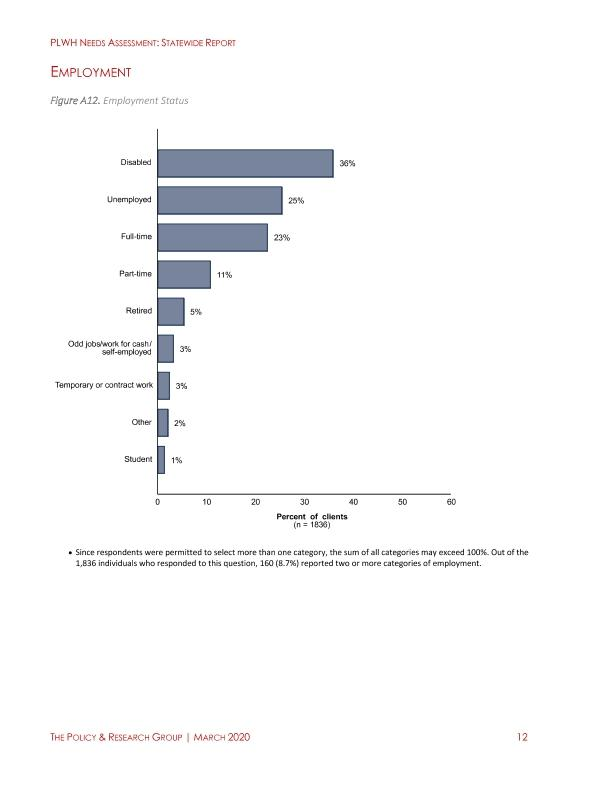 PLWH NEEDS ASSESSMENT: STATEWIDE REPORT
EMPLOYMENT
Figure A12. Employment Status
Disabled 36%
Unemployed 25%
Full-time 23%
Part-time 11%
Retired 5%
Odd jobs/work for cash/
self-employed 3%
Temporary or contract work 3%
Other 2%
Student 1%
0 10 20 30 40 50 60
Percent of clients
(n = 1836)
• Since respondents were permitted to select more than one category, the sum of all categories may exceed 100%. Out of the
1,836 individuals who responded to this question, 160 (8.7%) reported two or more categories of employment.
THE POLICY & RESEARCH GROUP | MARCH 2020 12